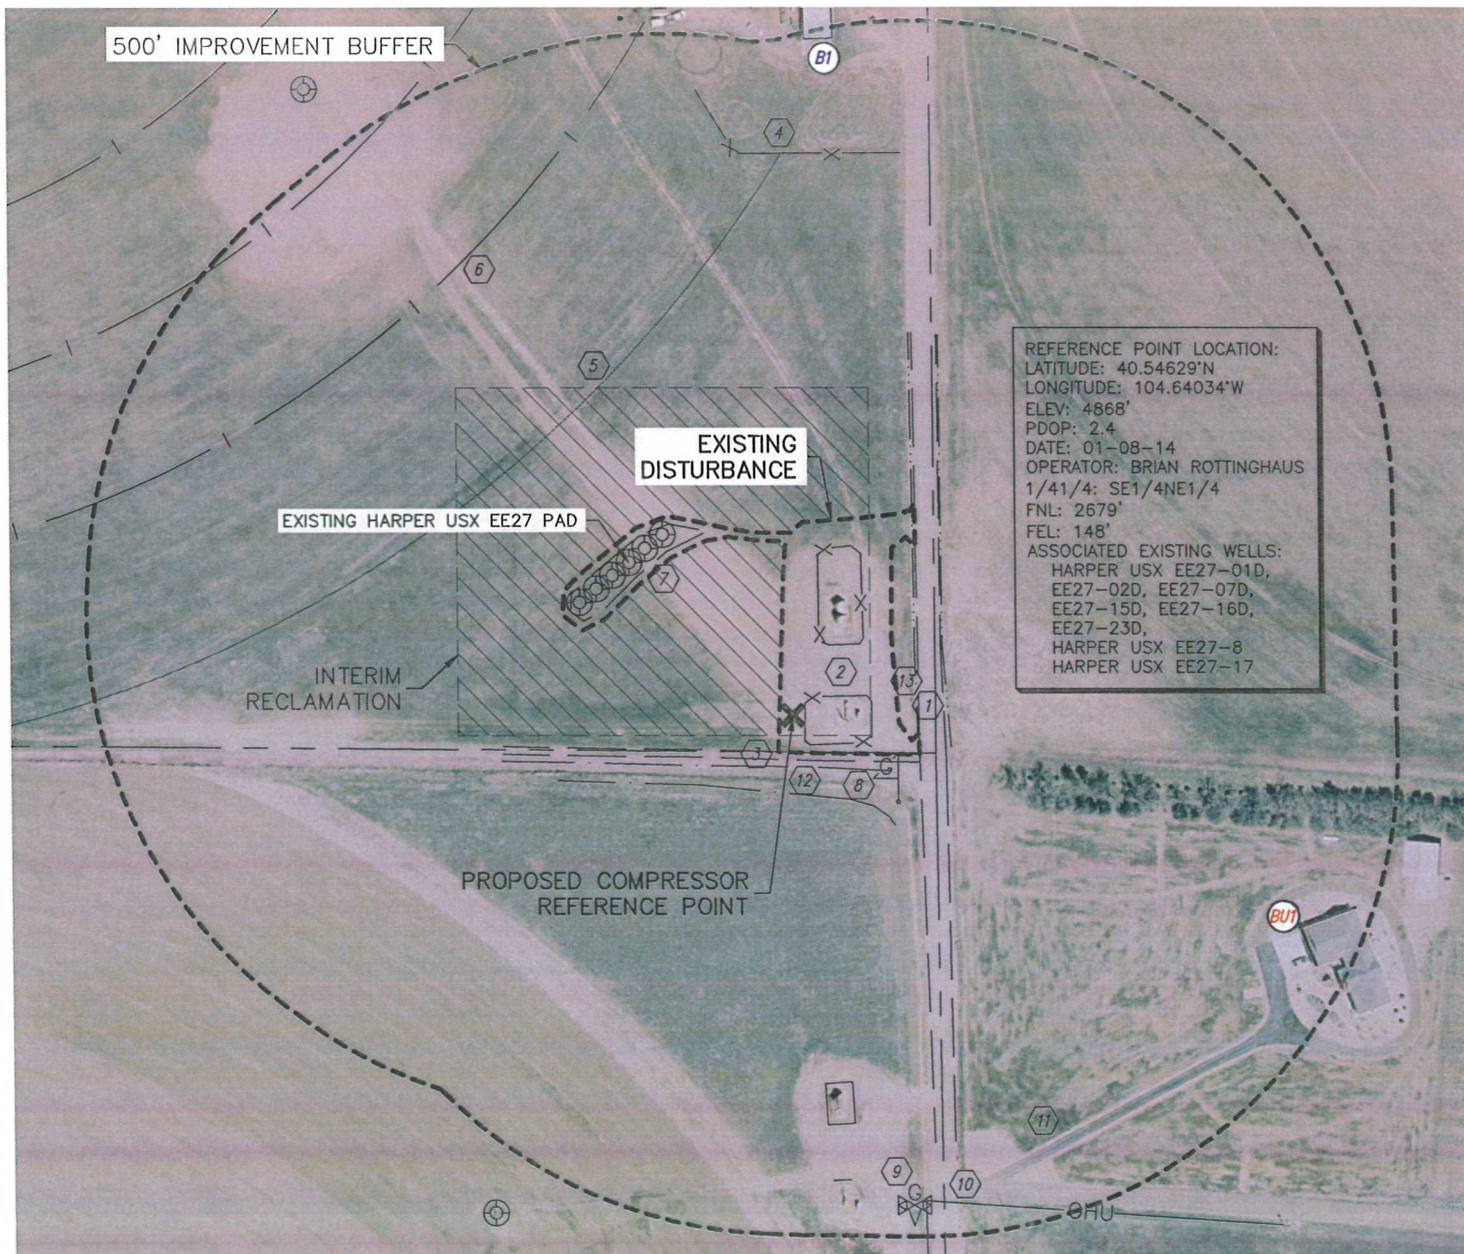 500' IMPROVEMENT BUFFER
B1
4
6
5
REFERENCE POINT LOCATION:
LATITUDE: 40.54629°N
LONGITUDE: 104.64034°W
ELEV: 4868'
PDOP: 2.4
DATE: 01-08-14
OPERATOR: BRIAN ROTTINGHAUS
1/41/4: SE1/4NE1/4
FNL: 2679'
FEL: 148'
ASSOCIATED EXISTING WELLS:
HARPER USX EE27-01D,
EE27-02D, EE27-07D,
EE27-15D, EE27-16D,
EE27-23D,
HARPER USX EE27-8
HARPER USX EE27-17
EXISTING
DISTURBANCE
EXISTING HARPER USX EE27 PAD
7
INTERIM
RECLAMATION
2
13
1
3
12
8
G
PROPOSED COMPRESSOR
REFERENCE POINT
BU1
11
9
10
G
V
OHU